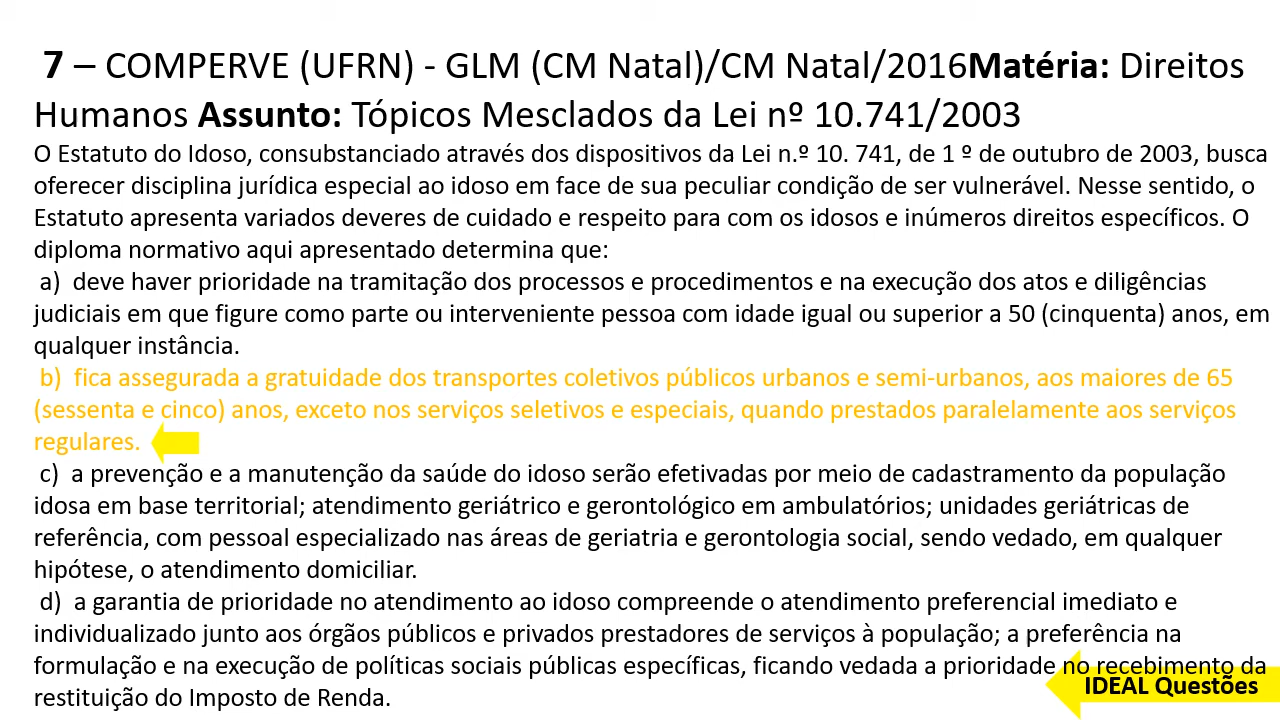 7 – COMPERVE (UFRN) - GLM (CM Natal)/CM Natal/2016Matéria: Direitos
Humanos Assunto: Tópicos Mesclados da Lei nº 10.741/2003
O Estatuto do Idoso, consubstanciado através dos dispositivos da Lei n.º 10. 741, de 1 º de outubro de 2003, busca
oferecer disciplina jurídica especial ao idoso em face de sua peculiar condição de ser vulnerável. Nesse sentido, o
Estatuto apresenta variados deveres de cuidado e respeito para com os idosos e inúmeros direitos específicos. O
diploma normativo aqui apresentado determina que:
a) deve haver prioridade na tramitação dos processos e procedimentos e na execução dos atos e diligências
judiciais em que figure como parte ou interveniente pessoa com idade igual ou superior a 50 (cinquenta) anos, em
qualquer instância.
b) fica assegurada a gratuidade dos transportes coletivos públicos urbanos e semi-urbanos, aos maiores de 65
(sessenta e cinco) anos, exceto nos serviços seletivos e especiais, quando prestados paralelamente aos serviços
regulares.
c) a prevenção e a manutenção da saúde do idoso serão efetivadas por meio de cadastramento da população
idosa em base territorial; atendimento geriátrico e gerontológico em ambulatórios; unidades geriátricas de
referência, com pessoal especializado nas áreas de geriatria e gerontologia social, sendo vedado, em qualquer
hipótese, o atendimento domiciliar.
d) a garantia de prioridade no atendimento ao idoso compreende o atendimento preferencial imediato e
individualizado junto aos órgãos públicos e privados prestadores de serviços à população; a preferência na
formulação e na execução de políticas sociais públicas específicas, ficando vedada a prioridade no recebimento da
restituição do Imposto de Renda.
IDEAL Questões